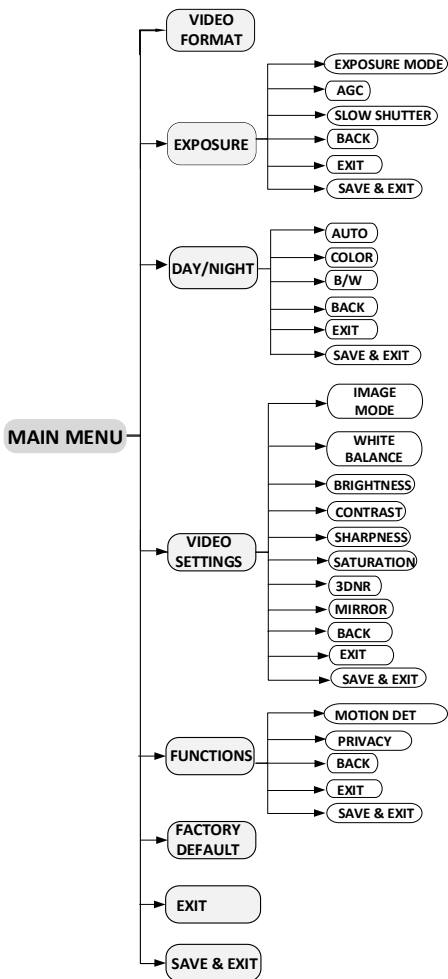 MAIN MENU
VIDEO
FORMAT
EXPOSURE
EXPOSURE MODE
AGC
SLOW SHUTTER
BACK
EXIT
SAVE & EXIT
DAY/NIGHT
AUTO
COLOR
B/W
BACK
EXIT
SAVE & EXIT
VIDEO
SETTINGS
IMAGE
MODE
WHITE
BALANCE
BRIGHTNESS
CONTRAST
SHARPNESS
SATURATION
3DNR
MIRROR
BACK
EXIT
SAVE & EXIT
FUNCTIONS
MOTION DET
PRIVACY
BACK
EXIT
SAVE & EXIT
FACTORY
DEFAULT
EXIT
SAVE & EXIT